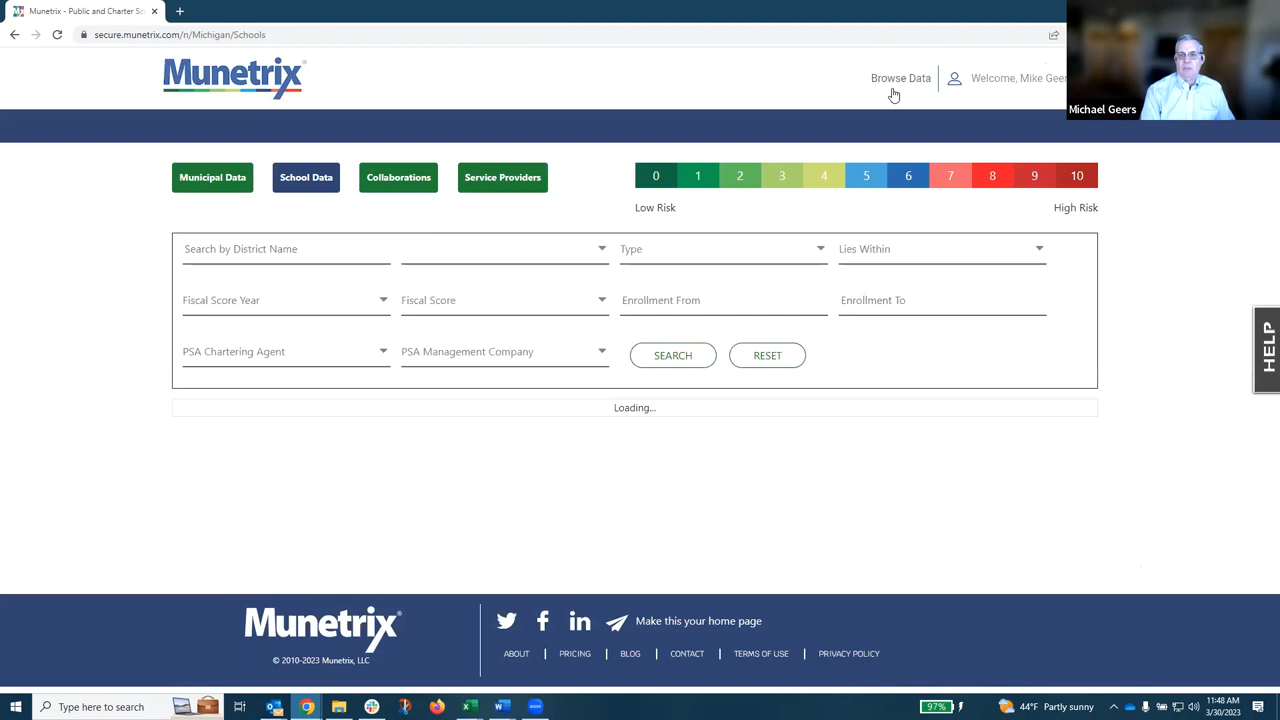 Munetrix - Public and Charter Sc
secure.munetrix.com/n/Michigan/Schools
Munetrix
Browse Data
Welcome, Mike Geer
Michael Geers
Municipal Data
School Data
Collaborations
Service Providers
0 1 2 3 4 5 6 7 8 9 10
Low Risk
High Risk
Search by District Name
Type
Lies Within
Fiscal Score Year
Fiscal Score
Enrollment From
Enrollment To
PSA Chartering Agent
PSA Management Company
SEARCH
RESET
HELP
Loading...
Munetrix®
© 2010-2023 Munetrix, LLC
Make this your home page
ABOUT | PRICING | BLOG | CONTACT | TERMS OF USE | PRIVACY POLICY
Type here to search
97%
44°F Partly sunny
11:48 AM
3/30/2023